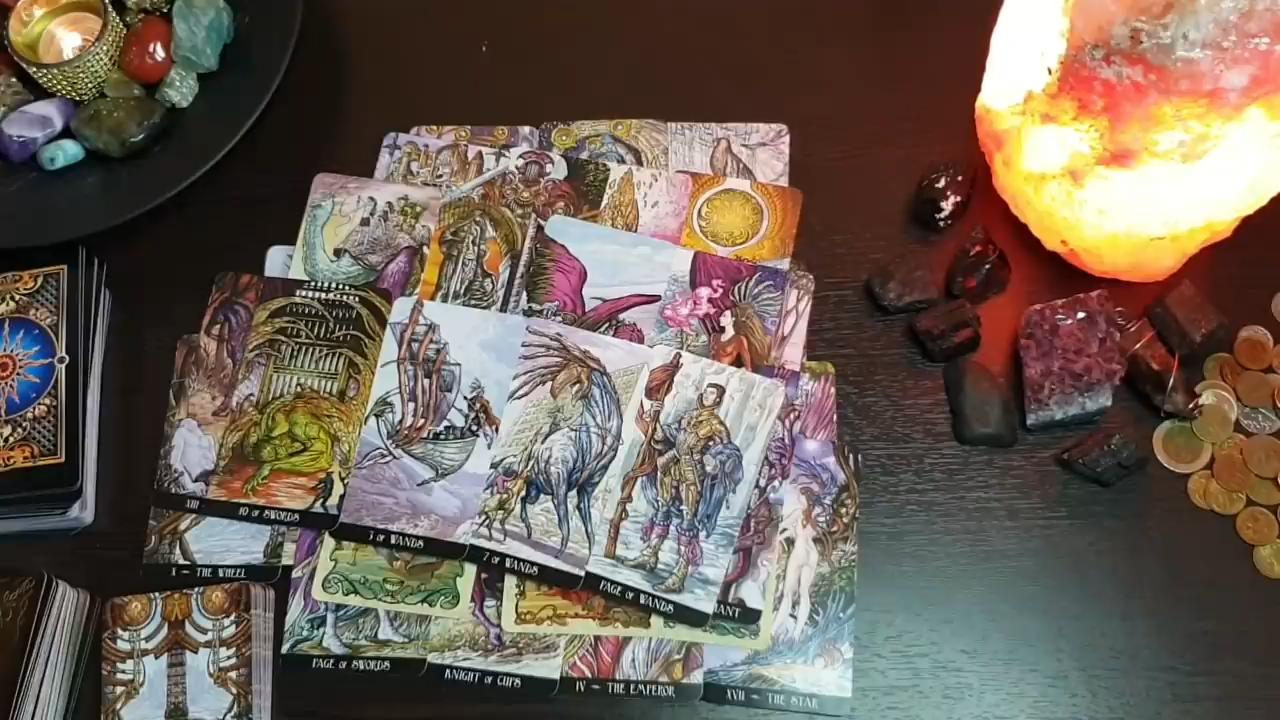 XIII
10 OF SWORDS
3 OF WANDS
7 OF WANDS
PAGE OF WANDS
X - THE WHEEL
PAGE OF SWORDS
KNIGHT OF CUPS
IV - THE EMPEROR
XVII - THE STAR